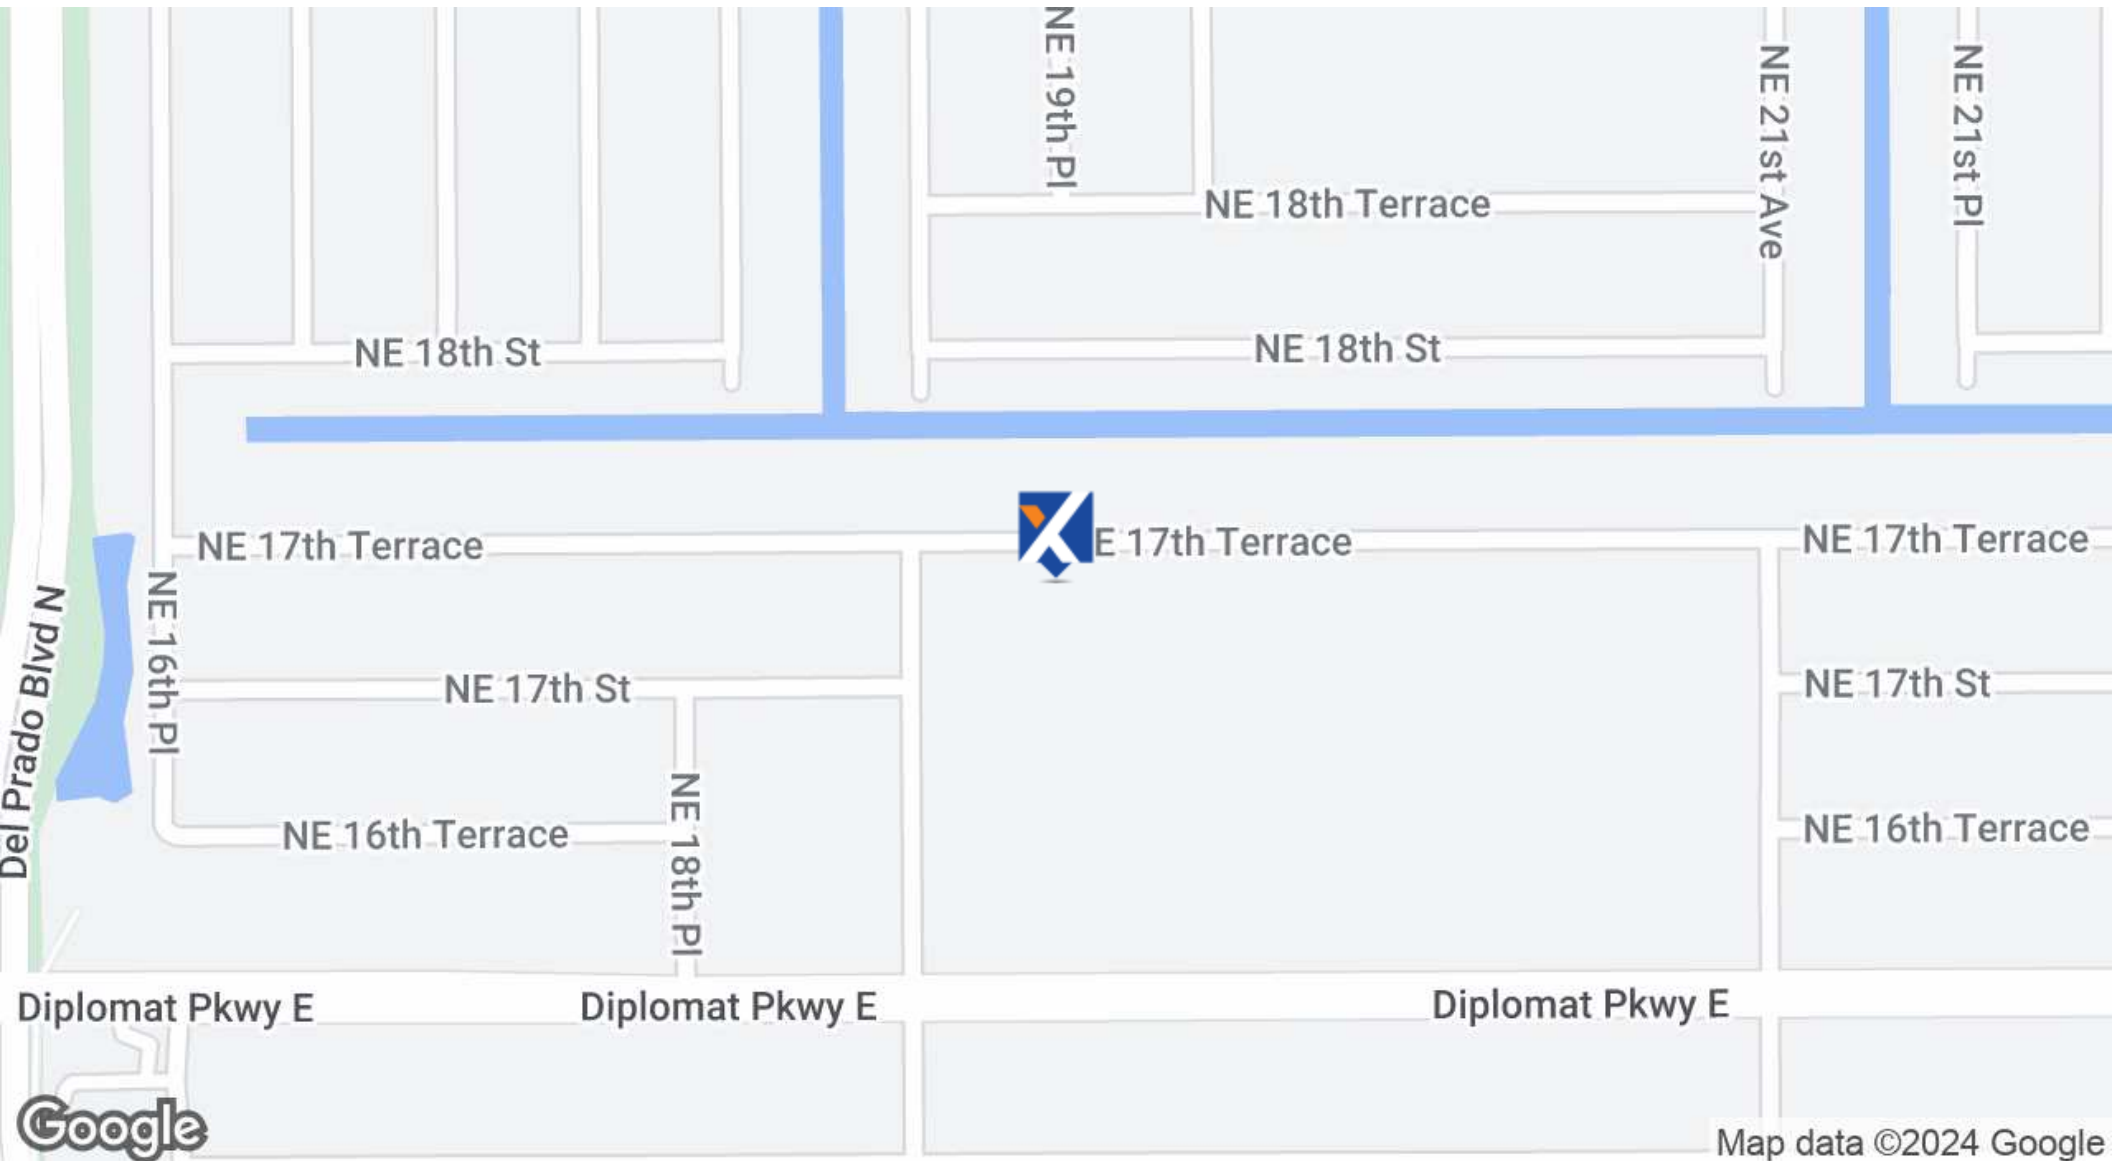 NE 19th Pl
NE 21st Ave
NE 21st Pl
NE 18th Terrace
NE 18th St
NE 18th St
NE 17th Terrace
E 17th Terrace
NE 17th Terrace
NE 16th Pl
Del Prado Blvd N
NE 17th St
NE 17th St
NE 18th Pl
NE 16th Terrace
NE 16th Terrace
Diplomat Pkwy E
Diplomat Pkwy E
Diplomat Pkwy E
Google
Map data ©2024 Google